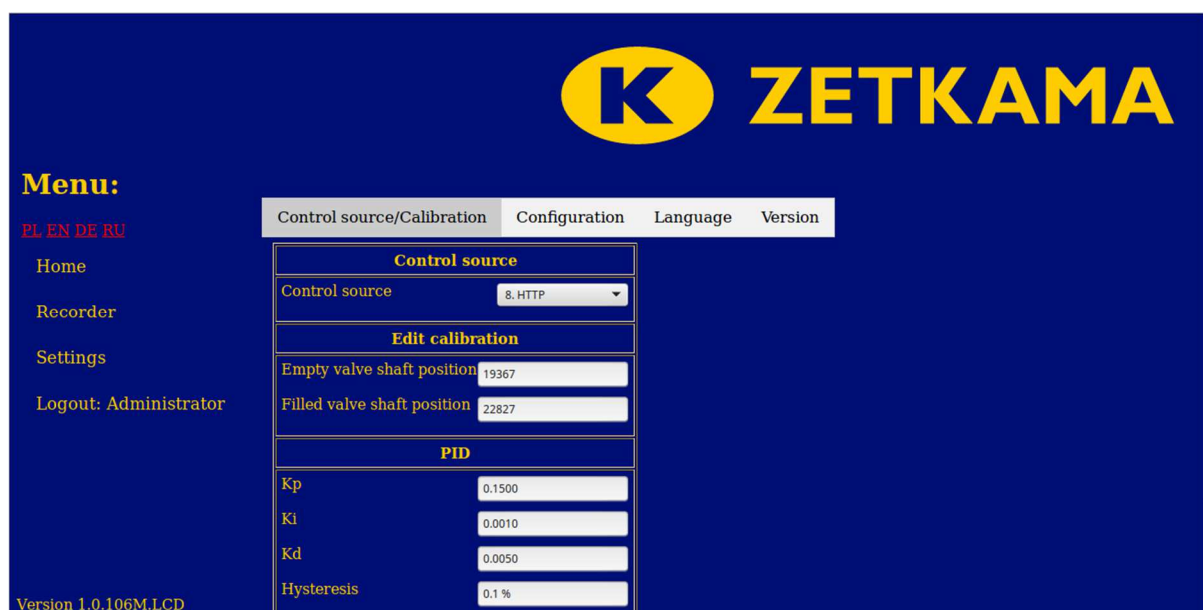 K ZETKAMA
Menu:
PL EN DE RU
Home
Recorder
Settings
Logout: Administrator
Version 1.0.106M.LCD
Control source/Calibration Configuration Language Version
Control source
Control source 8. HTTP
Edit calibration
Empty valve shaft position 19367
Filled valve shaft position 22827
PID
Kp 0.1500
Ki 0.0010
Kd 0.0050
Hysteresis 0.1 %